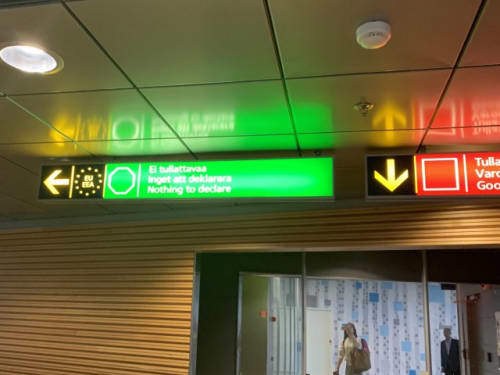 EU
EEA
Ei tullattavaa
Inget att deklarera
Nothing to declare
Tulla
Varo
Goo